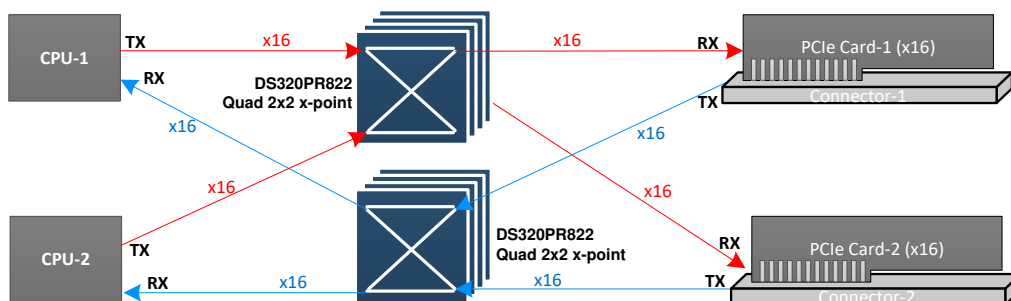 CPU-1
TX
x16
x16
RX
PCIe Card-1 (x16)
RX
DS320PR822
Quad 2x2 x-point
TX
Connector-1
x16
x16
x16
x16
CPU-2
TX
DS320PR822
Quad 2x2 x-point
RX
PCIe Card-2 (x16)
RX
x16
x16
TX
Connector-2